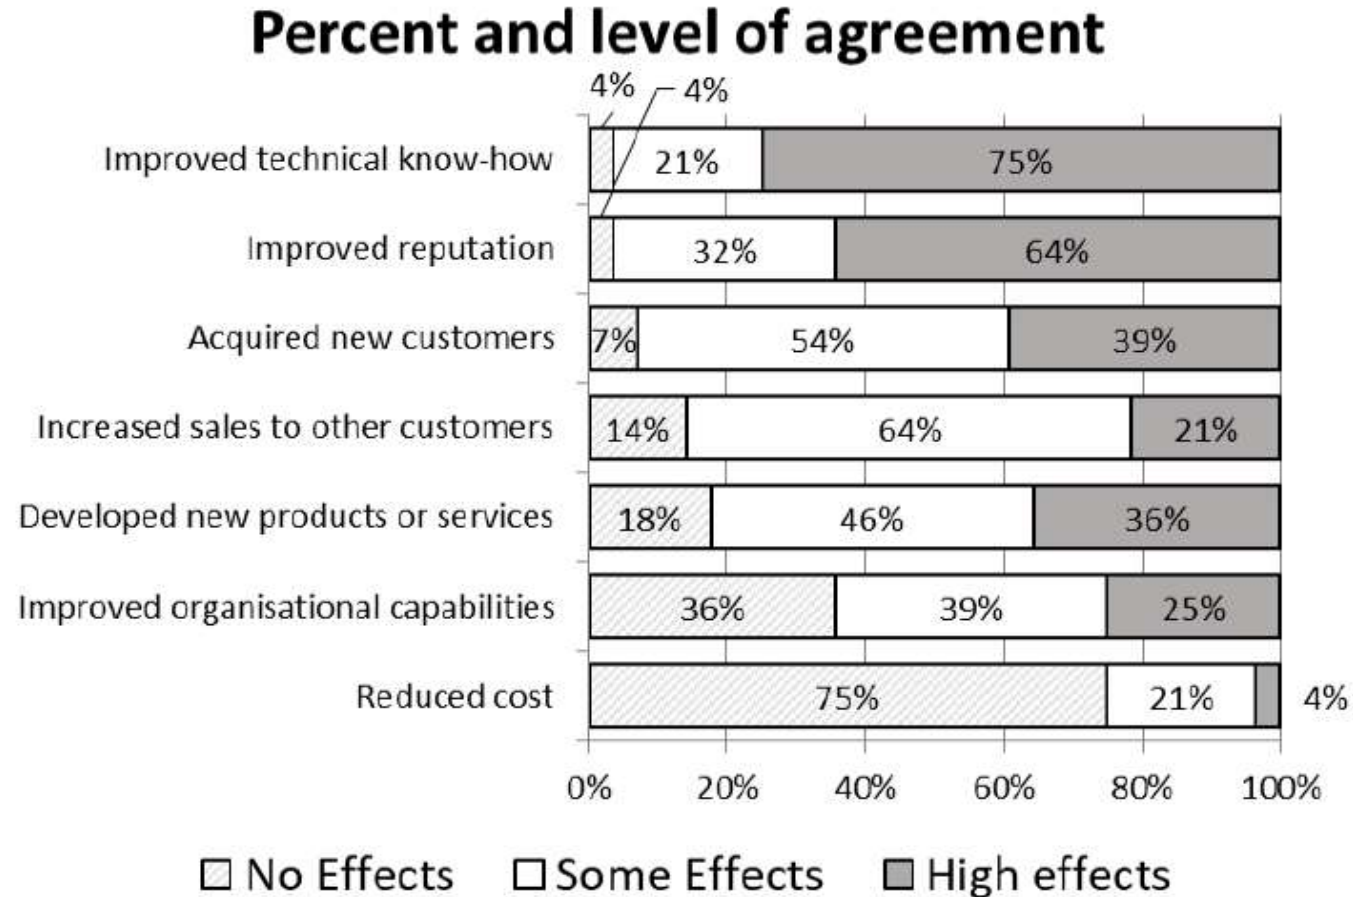 Percent and level of agreement
4% 4%
Improved technical know-how 21% 75%
Improved reputation 32% 64%
Acquired new customers 7% 54% 39%
Increased sales to other customers 14% 64% 21%
Developed new products or services 18% 46% 36%
Improved organisational capabilities 36% 39% 25%
Reduced cost 75% 21% 4%
0% 20% 40% 60% 80% 100%
No Effects Some Effects High effects